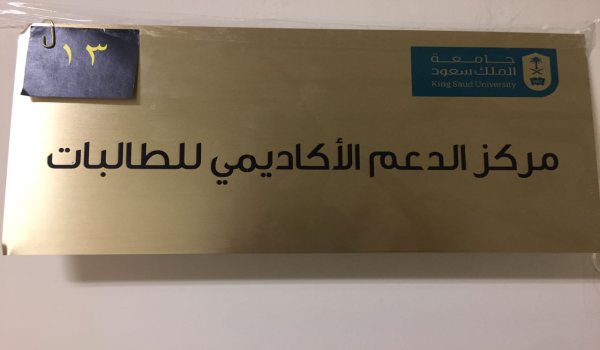 ١٣
جامعة
الملك سعود
King Saud University
مركز الدعم الأكاديمي للطالبات